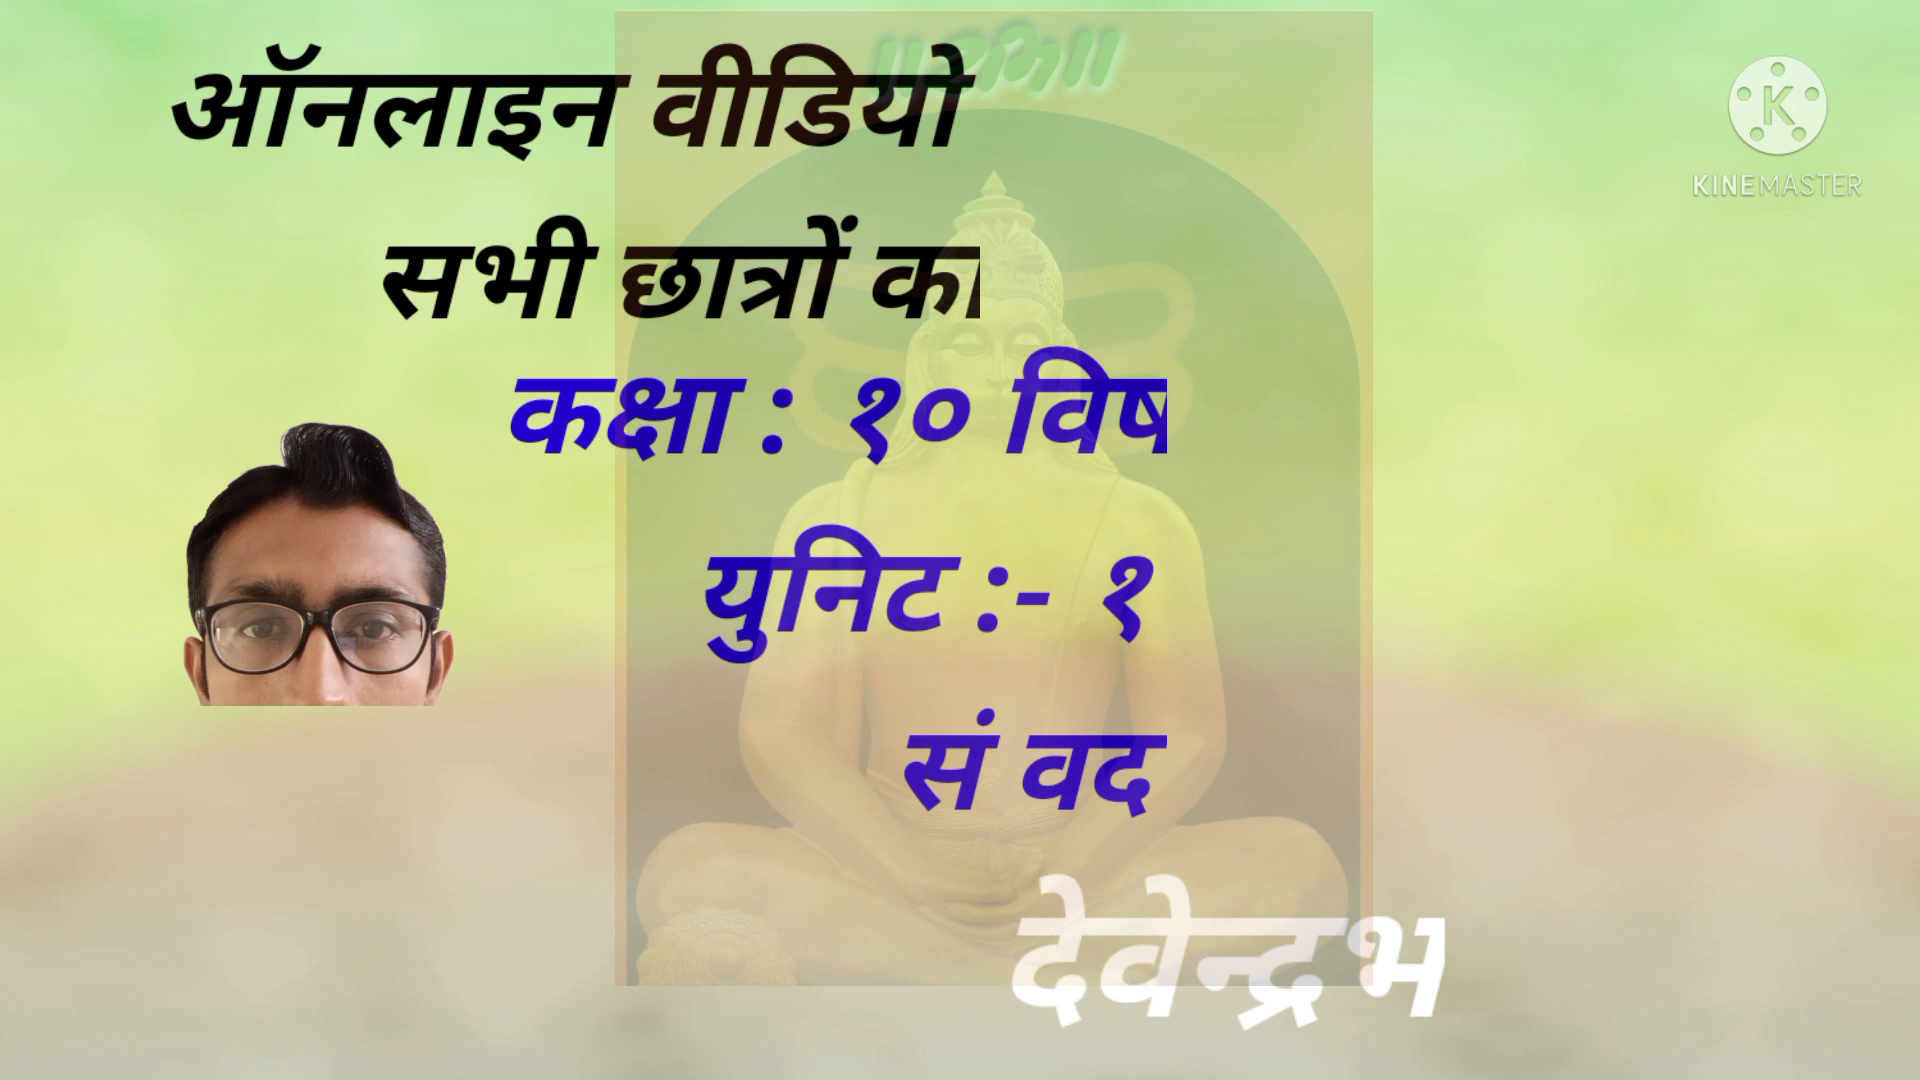 ऑनलाइन वीडियो
सभी छात्रों का
कक्षा : १० विष
युनिट :- १
सं वद
देवेन्द्रभ
॥राम॥
KINEMASTER